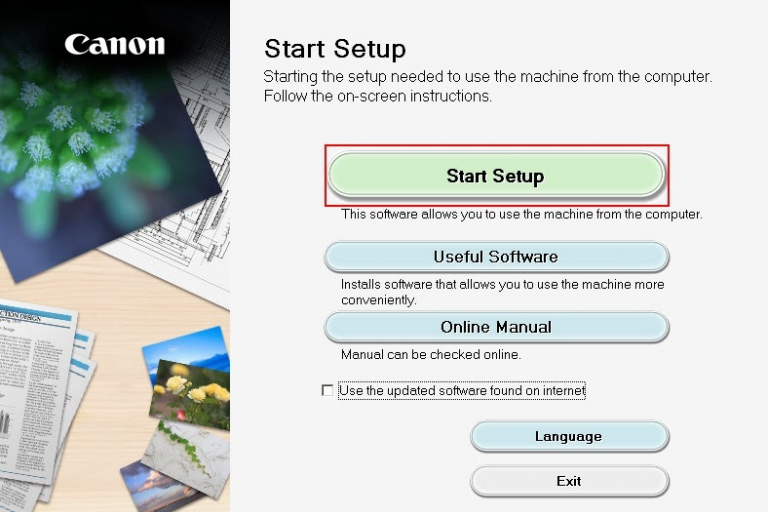 Canon
Start Setup
Starting the setup needed to use the machine from the computer.
Follow the on-screen instructions.
Start Setup
This software allows you to use the machine from the computer.
Useful Software
Installs software that allows you to use the machine more
conveniently.
Online Manual
Manual can be checked online.
Use the updated software found on internet
Language
Exit